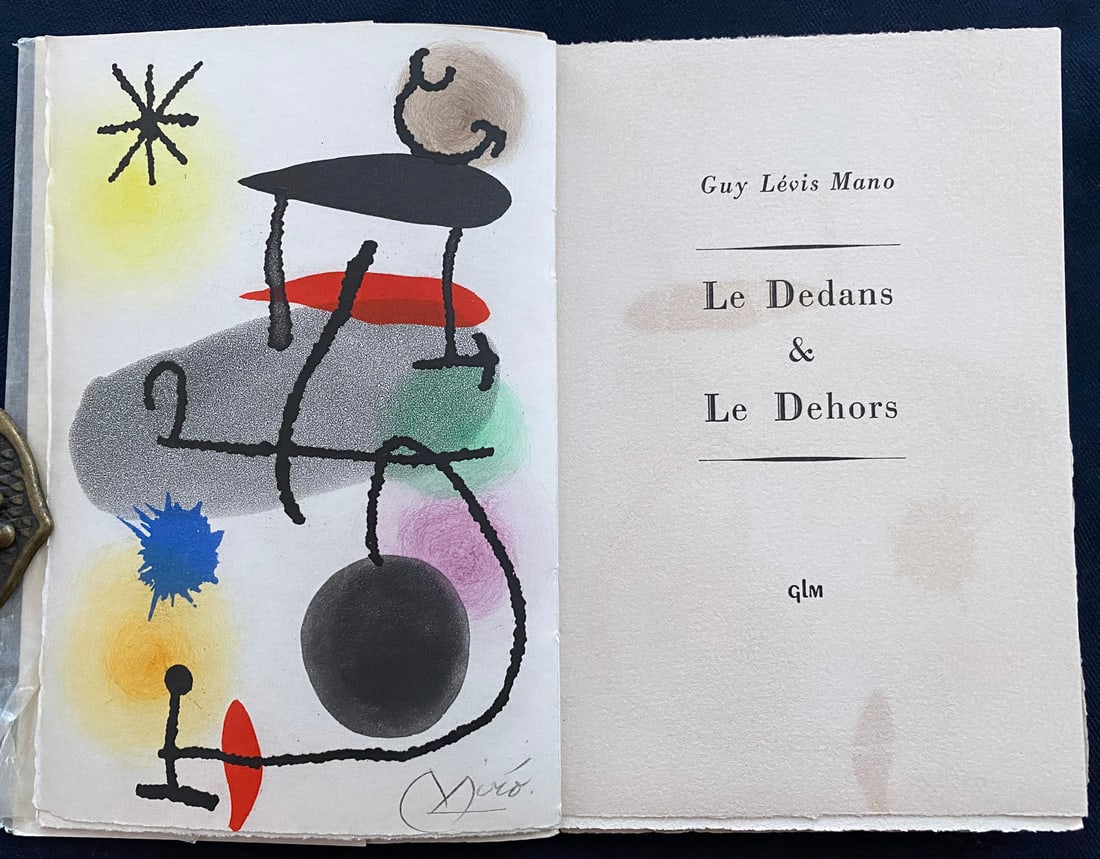 Miró.
Guy Lévis Mano
Le Dedans
&
Le Dehors
GLM